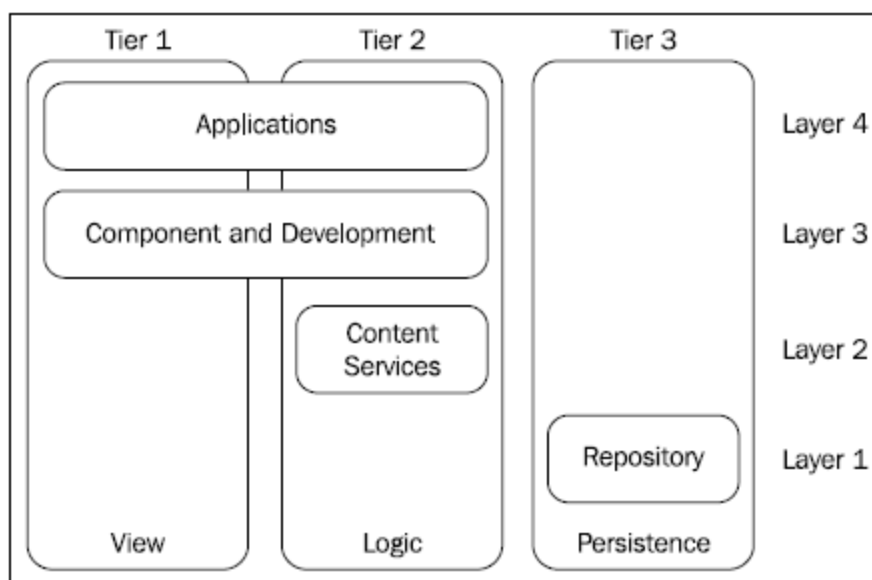 Tier 1 Tier 2 Tier 3
Applications Layer 4
Component and Development Layer 3
Content
Services
Layer 2
Repository Layer 1
View Logic Persistence